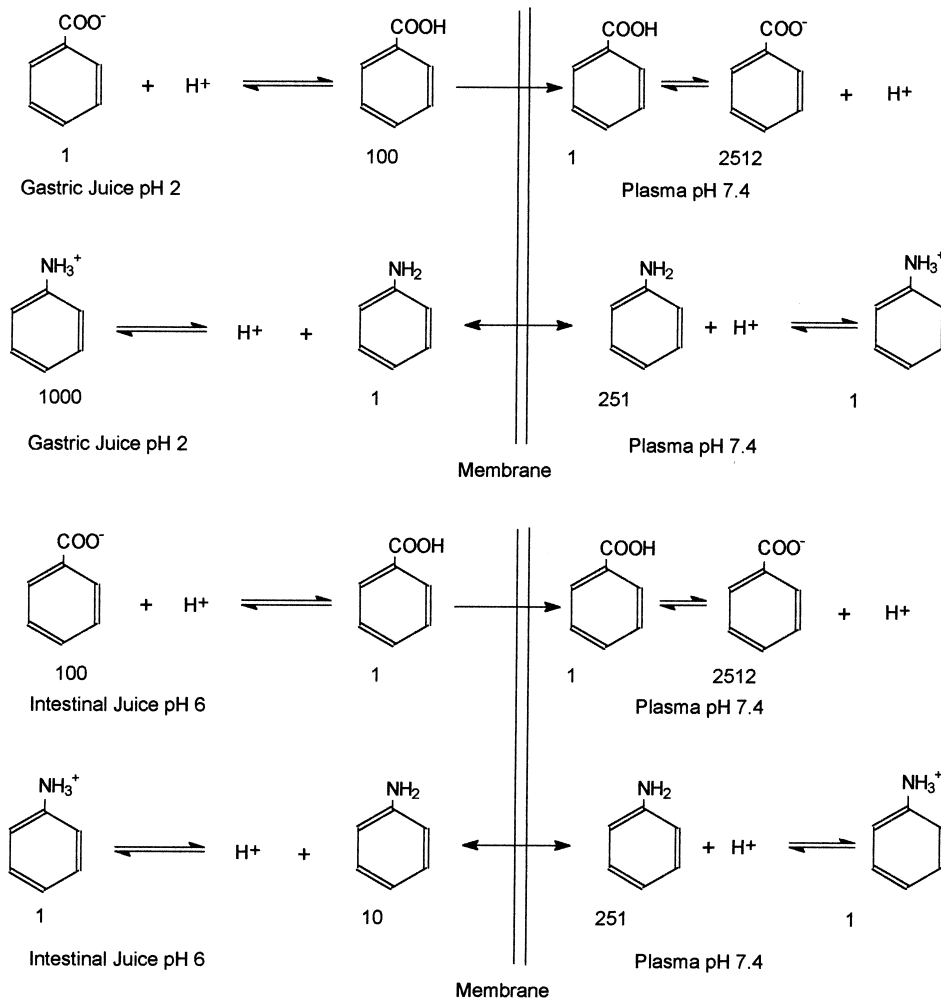 COO⁻ COOH COOH COO⁻
+ H⁺ + H⁺
1 100 1 2512
Gastric Juice pH 2 Plasma pH 7.4
NH₃⁺ NH₂ NH₂ NH₃⁺
H⁺ + + H⁺
1000 1 251 1
Gastric Juice pH 2 Plasma pH 7.4
Membrane
COO⁻ COOH COOH COO⁻
+ H⁺ + H⁺
100 1 1 2512
Intestinal Juice pH 6 Plasma pH 7.4
NH₃⁺ NH₂ NH₂ NH₃⁺
H⁺ + + H⁺
1 10 251 1
Intestinal Juice pH 6 Plasma pH 7.4
Membrane